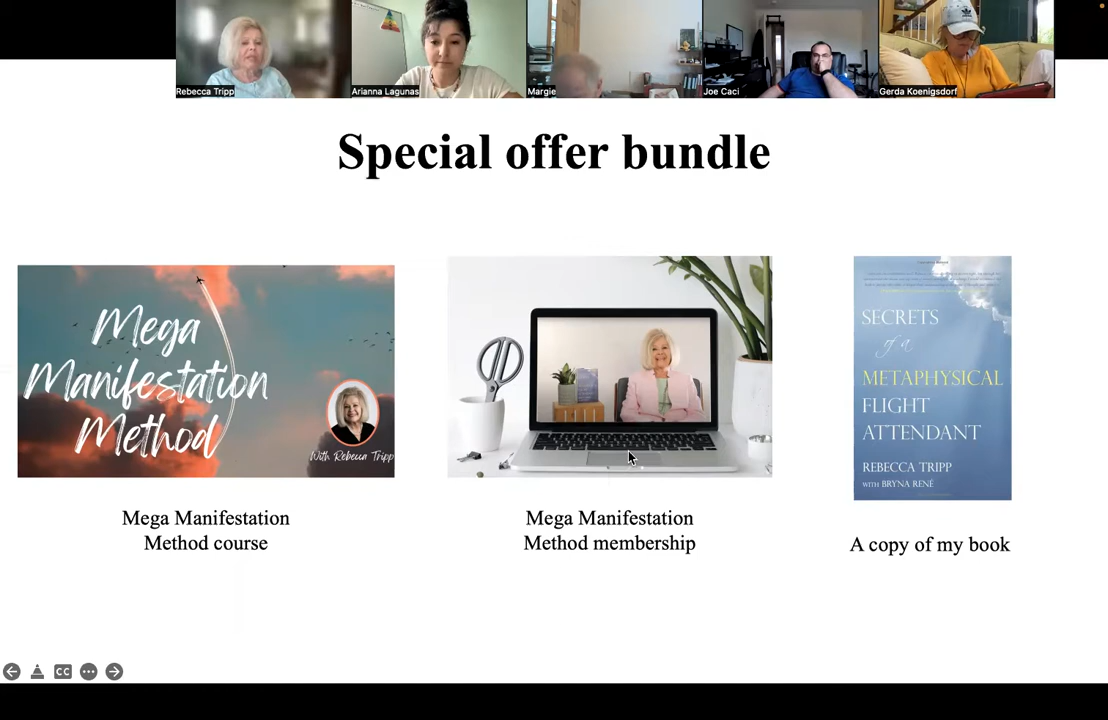 Rebecca Tripp
Arianna Lagunas
Margie
Joe Caci
Gerda Koenigsdorf
Special offer bundle
Mega
Manifestation
Method
With Rebecca Tripp
SECRETS
of a
METAPHYSICAL
FLIGHT
ATTENDANT
REBECCA TRIPP
WITH BRYNA RENÉ
Mega Manifestation
Method course
Mega Manifestation
Method membership
A copy of my book
CC